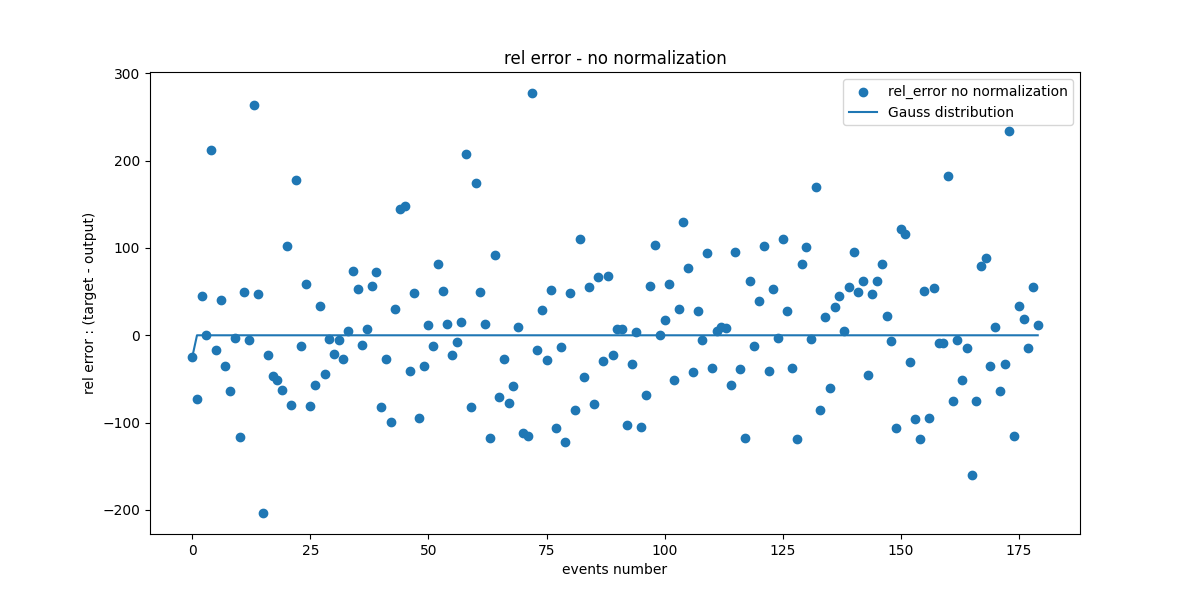 rel error - no normalization
rel error : (target - output)
300
200
100
0
−100
−200
rel_error no normalization
Gauss distribution
0 25 50 75 100 125 150 175
events number